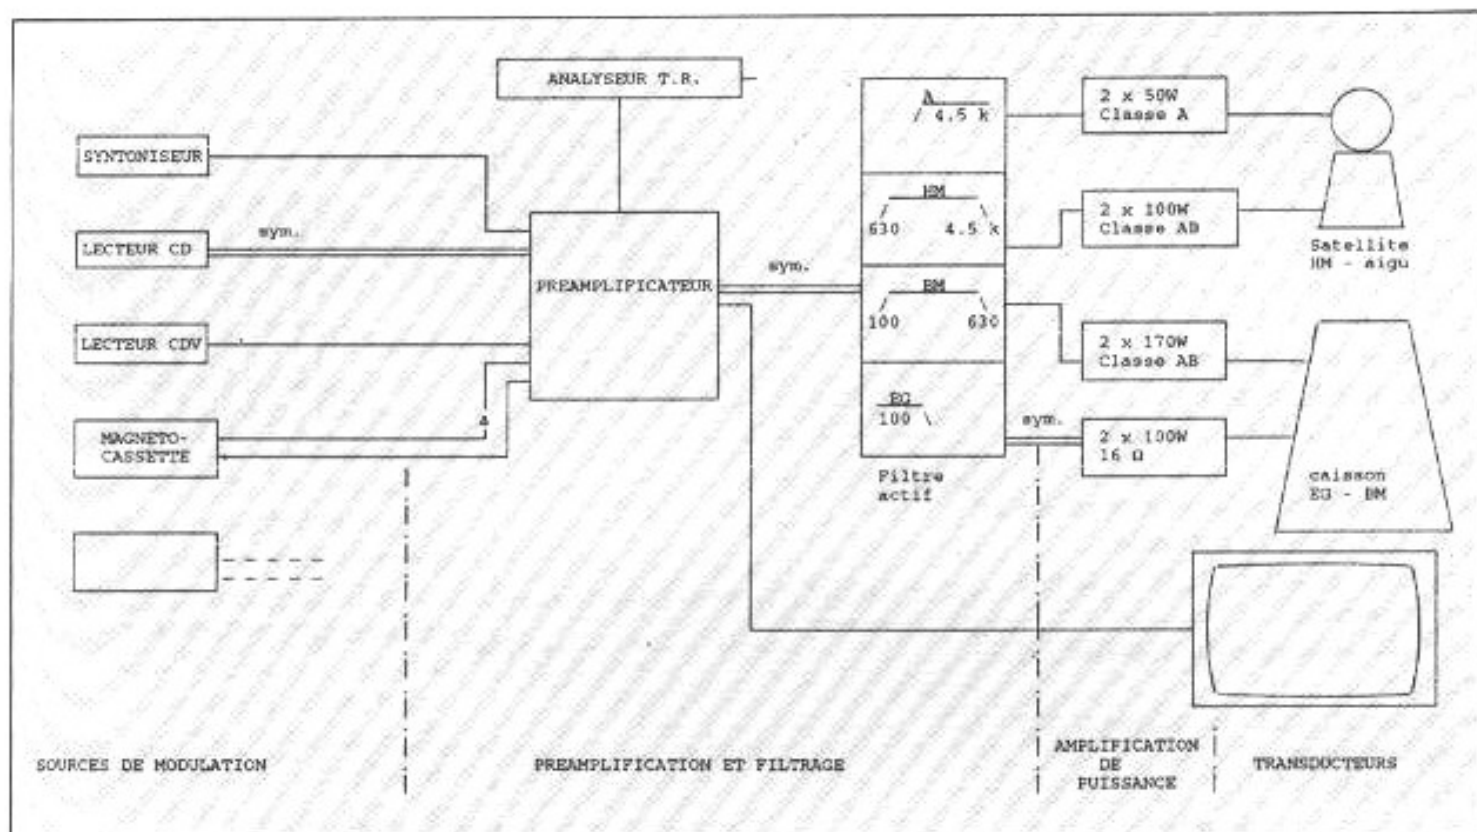 ANALYSEUR T.R.
SYNTONISEUR
LECTEUR CD
sym.
LECTEUR CDV
MAGNETO-
CASSETTE
PREAMPLIFICATEUR
sym.
A
/ 4.5 k
HM
/ \
630 4.5 k
BM
/ \
100 630
EG
100 \
Filtre
actif
sym.
2 x 50W
Classe A
2 x 100W
Classe AB
2 x 170W
Classe AB
2 x 100W
16 Ω
Satellite
HM - aigu
caisson
EG - BM
SOURCES DE MODULATION
PREAMPLIFICATION ET FILTRAGE
AMPLIFICATION
DE
PUISSANCE
TRANSDUCTEURS